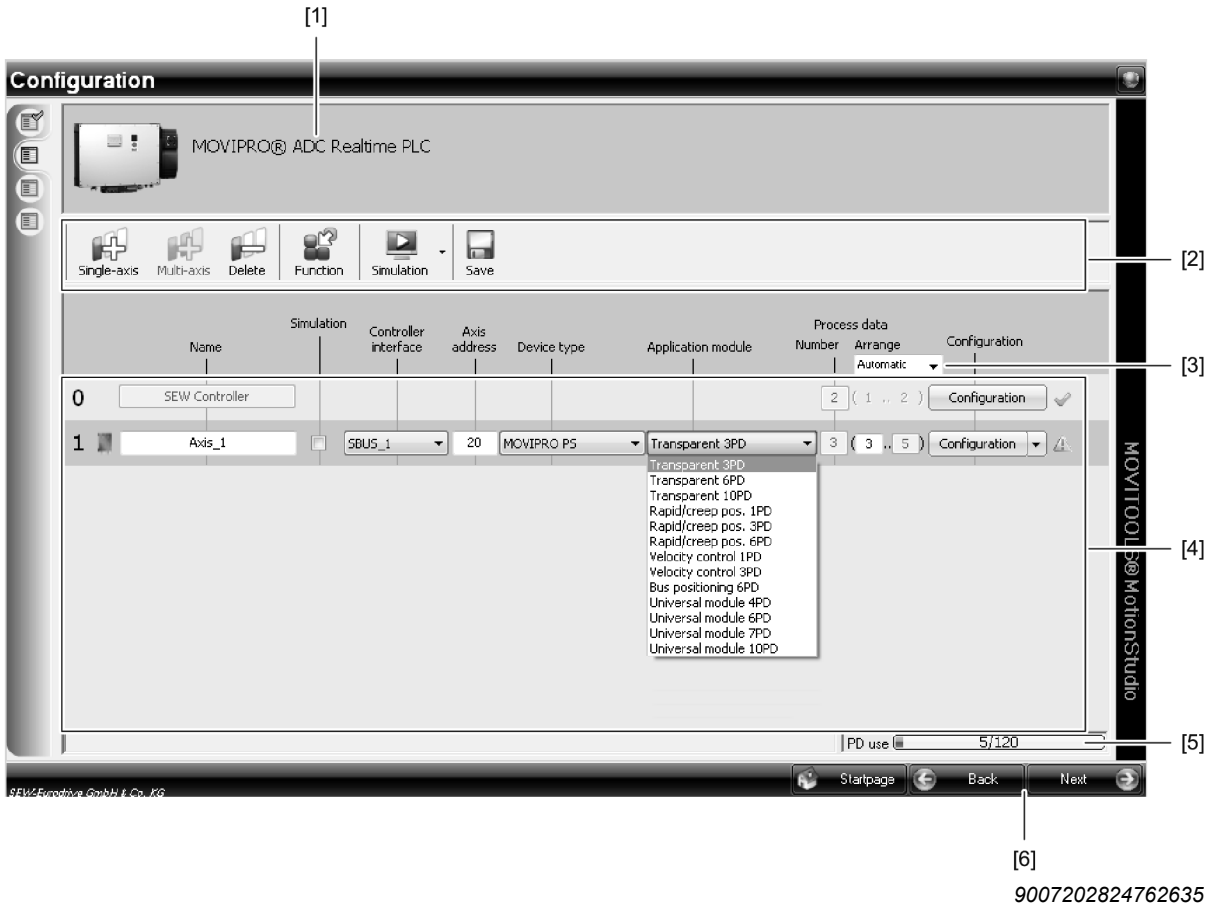 [1]
Configuration
MOVIPRO® ADC Realtime PLC
Single-axis Multi-axis Delete Function Simulation Save
[2]
Name Simulation Controller interface Axis address Device type Application module Process data Number Arrange Configuration
Automatic
[3]
0 SEW Controller 2 ( 1 .. 2 ) Configuration
1 Axis_1 SBUS_1 20 MOVIPRO PS Transparent 3PD 3 ( 3 .. 5 ) Configuration
Transparent 3PD
Transparent 6PD
Transparent 10PD
Rapid/creep pos. 1PD
Rapid/creep pos. 3PD
Rapid/creep pos. 6PD
Velocity control 1PD
Velocity control 3PD
Bus positioning 6PD
Universal module 4PD
Universal module 6PD
Universal module 7PD
Universal module 10PD
[4]
MOVITOOLS® MotionStudio
PD use 5/120
[5]
Startpage Back Next
SEW-Eurodrive GmbH & Co. KG
[6]
9007202824762635